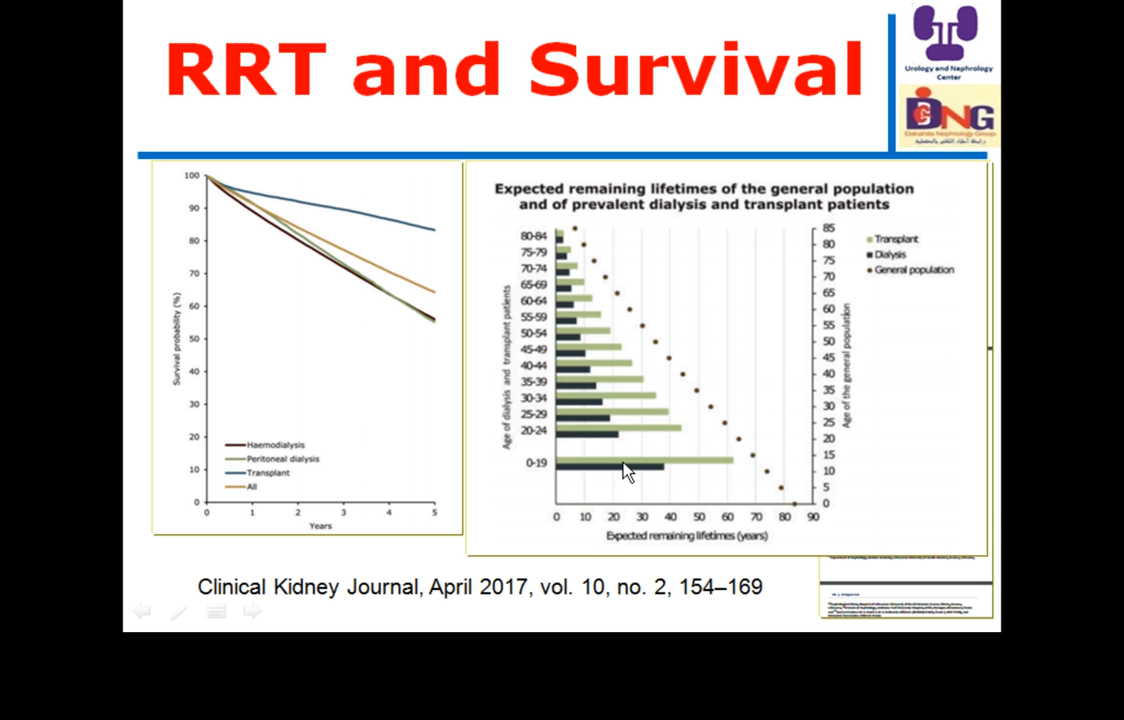 RRT and Survival
Urology and Nephrology
Center
DNG
Dakahlia Nephrology Group
100
90
80
70
60
50
40
30
20
10
0
Survival probability (%)
Haemodialysis
Peritoneal dialysis
Transplant
All
0 1 2 3 4 5
Years
Expected remaining lifetimes of the general population
and of prevalent dialysis and transplant patients
Age of dialysis and transplant patients
80-84
75-79
70-74
65-69
60-64
55-59
50-54
45-49
40-44
35-39
30-34
25-29
20-24
0-19
0 10 20 30 40 50 60 70 80 90
Expected remaining lifetimes (years)
85
80
75
70
65
60
55
50
45
40
35
30
25
20
15
10
5
0
Age of the general population
Transplant
Dialysis
General population
Clinical Kidney Journal, April 2017, vol. 10, no. 2, 154–169